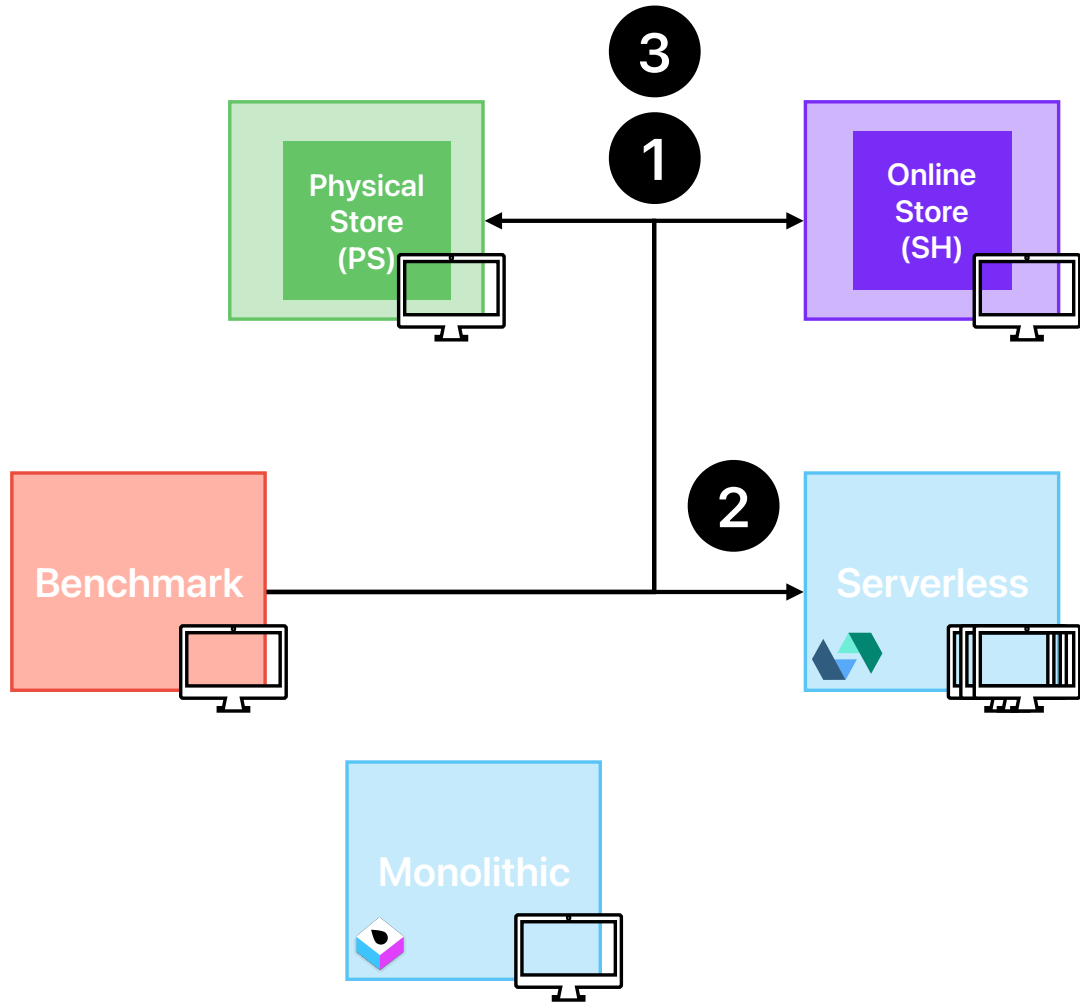 3
1
Physical
Store
(PS)
Online
Store
(SH)
2
Benchmark
Serverless
Monolithic